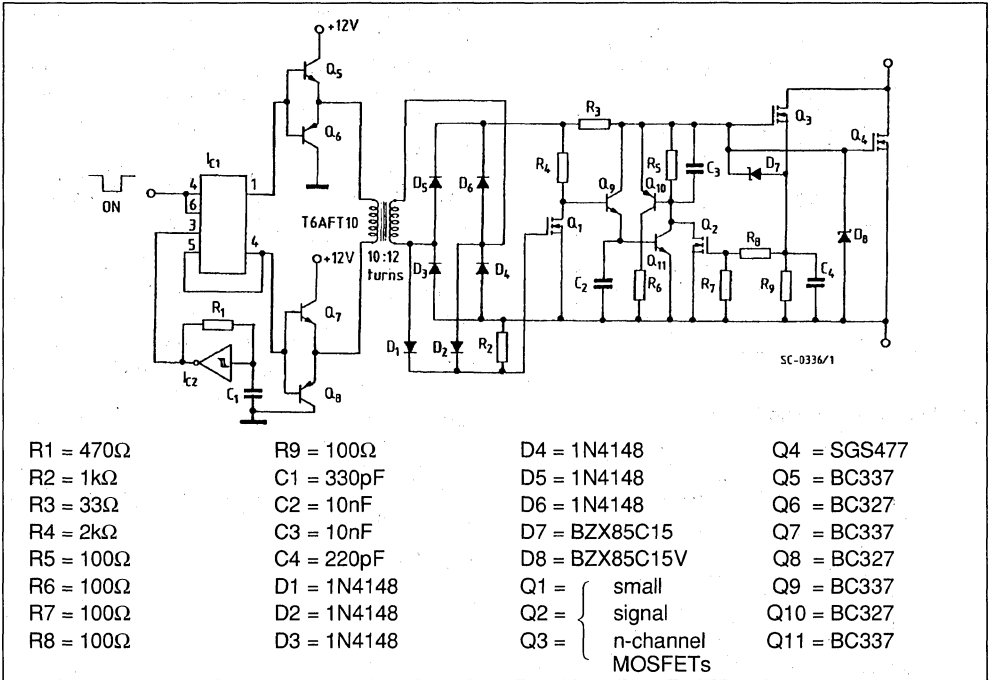 +12V
Q5
Q6
IC1
4
6
3
5
1
4
ON
T6AFT10
10:12
turns
+12V
Q7
Q8
R1
IC2
C1
D5
D6
D3
D4
D1
D2
R2
R3
R4
Q1
Q9
C2
Q10
Q11
R5
C3
R6
Q2
R7
R8
R9
C4
D7
D8
Q3
Q4
SC-0336/1
R1 = 470Ω
R2 = 1kΩ
R3 = 33Ω
R4 = 2kΩ
R5 = 100Ω
R6 = 100Ω
R7 = 100Ω
R8 = 100Ω
R9 = 100Ω
C1 = 330pF
C2 = 10nF
C3 = 10nF
C4 = 220pF
D1 = 1N4148
D2 = 1N4148
D3 = 1N4148
D4 = 1N4148
D5 = 1N4148
D6 = 1N4148
D7 = BZX85C15
D8 = BZX85C15V
Q1 = small
Q2 = signal
Q3 = n-channel
MOSFETs
Q4 = SGS477
Q5 = BC337
Q6 = BC327
Q7 = BC337
Q8 = BC327
Q9 = BC337
Q10 = BC327
Q11 = BC337